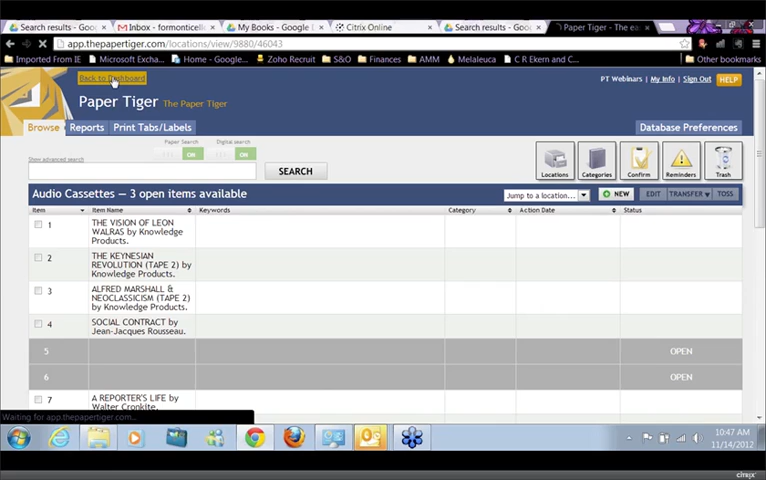 Search results - Goo
Inbox - formonticell
My Books - Google
Citrix Online
Search results - Goo
Paper Tiger - The ea
app.thepapertiger.com/locations/view/9880/46043
Imported From IE
Microsoft Excha...
Home - Google...
Zoho Recruit
S&O
Finances
AMM
Melaleuca
C R Ekern and C...
Other bookmarks
Back to Dashboard
PT Webinars | My Info | Sign Out
HELP
Paper Tiger The Paper Tiger
Browse
Reports
Print Tabs/Labels
Database Preferences
Paper Search
Digital search
ON
ON
Show advanced search
SEARCH
Locations
Categories
Confirm
Reminders
Trash
Audio Cassettes — 3 open items available
Jump to a location...
NEW
EDIT
TRANSFER
TOSS
Item
Item Name
Keywords
Category
Action Date
Status
1
THE VISION OF LEON
WALRAS by Knowledge
Products.
2
THE KEYNESIAN
REVOLUTION (TAPE 2) by
Knowledge Products.
3
ALFRED MARSHALL &
NEOCLASSICISM (TAPE 2)
by Knowledge Products.
4
SOCIAL CONTRACT by
Jean-Jacques Rousseau.
5
OPEN
6
OPEN
7
A REPORTER'S LIFE by
Walter Cronkite.
Waiting for app.thepapertiger.com...
10:47 AM
11/14/2012
citrix